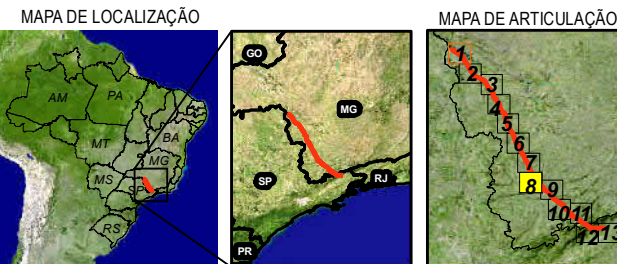 MAPA DE LOCALIZAÇÃO
AM
PA
MT
BA
MG
MS
SP
RS
GO
MG
SP
RJ
PR
MAPA DE ARTICULAÇÃO
1
2
3
4
5
6
7
8
9
10
11
12
13